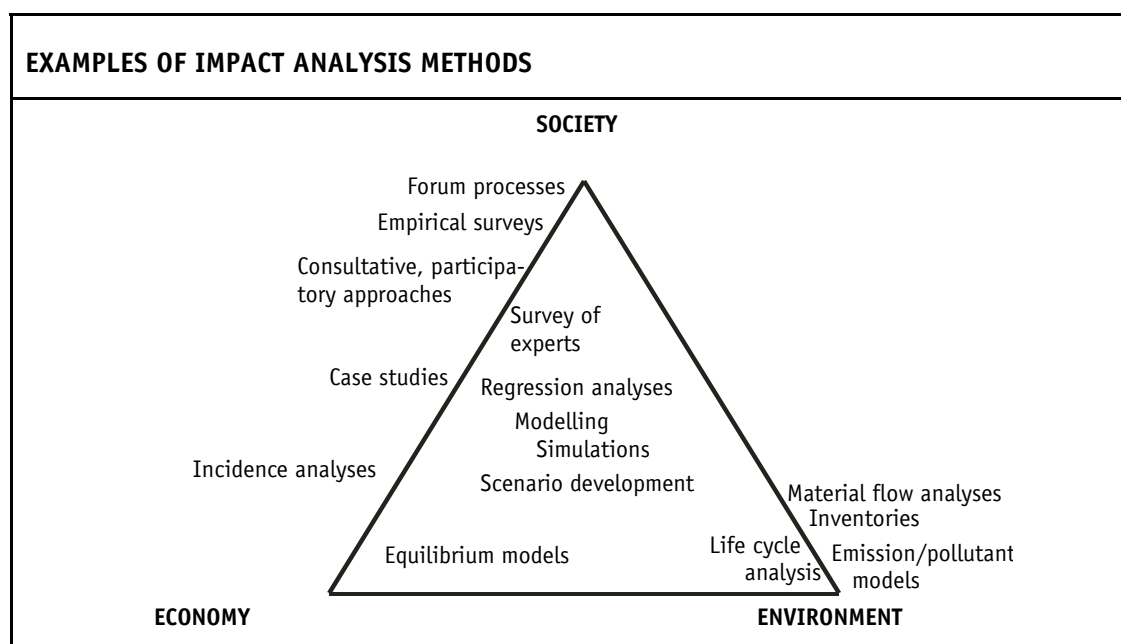 EXAMPLES OF IMPACT ANALYSIS METHODS
SOCIETY
Forum processes
Empirical surveys
Consultative, participa-
tory approaches
Survey of
experts
Case studies
Regression analyses
Modelling
Simulations
Incidence analyses
Scenario development
Material flow analyses
Inventories
Equilibrium models
Life cycle
analysis
Emission/pollutant
models
ECONOMY
ENVIRONMENT